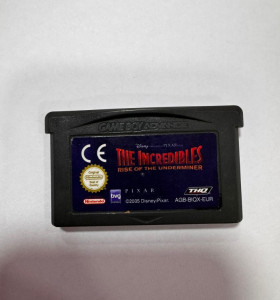 GAME BOY ADVANCE
Disney PIXAR
THE INCREDIBLES
RISE OF THE UNDERMINER
CE
Nintendo
bvg
PIXAR
THQ
©2005 Disney/Pixar
AGB-BIQX-EUR